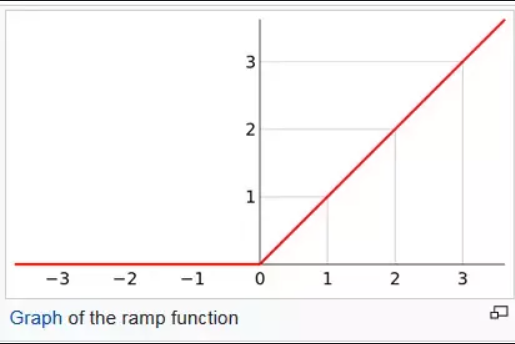 3
2
1
−3 −2 −1 0 1 2 3
Graph of the ramp function